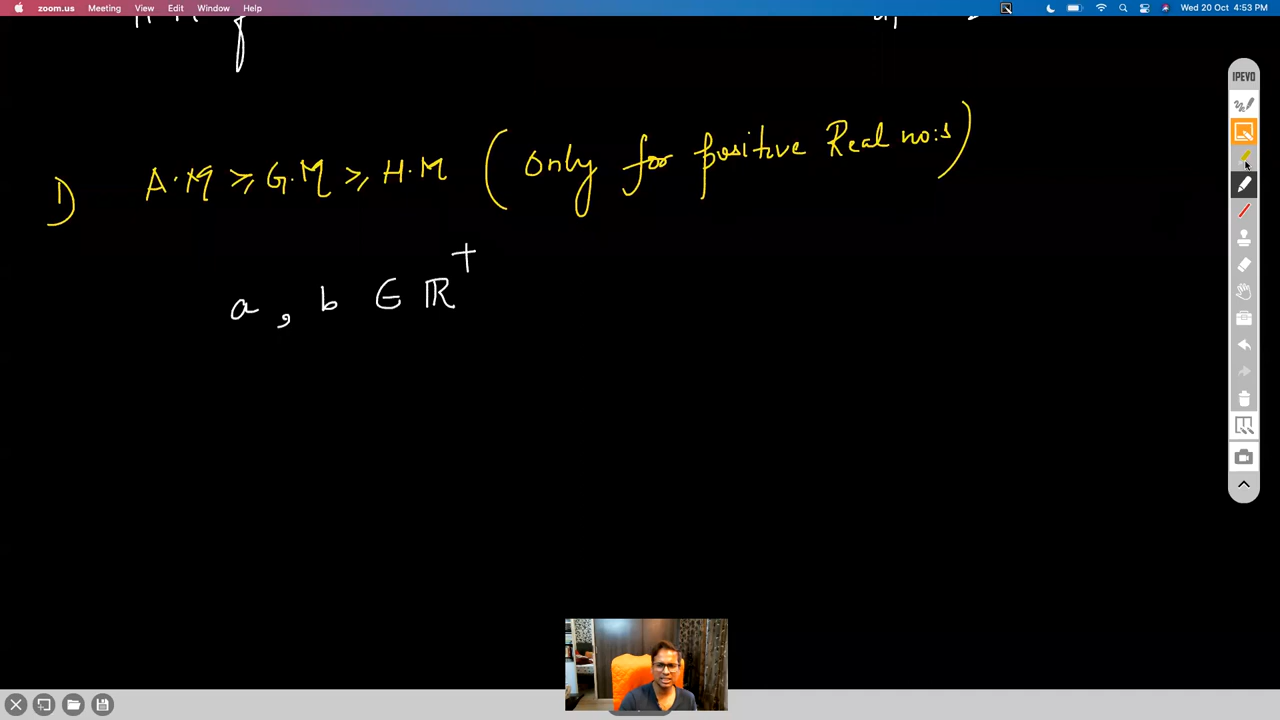 zoom.us Meeting View Edit Window Help Wed 20 Oct 4:53 PM
IPEVO
D) A.M ⩾ G.M ⩾ H.M (Only for positive Real no:s)
a, b ∈ ℝ⁺